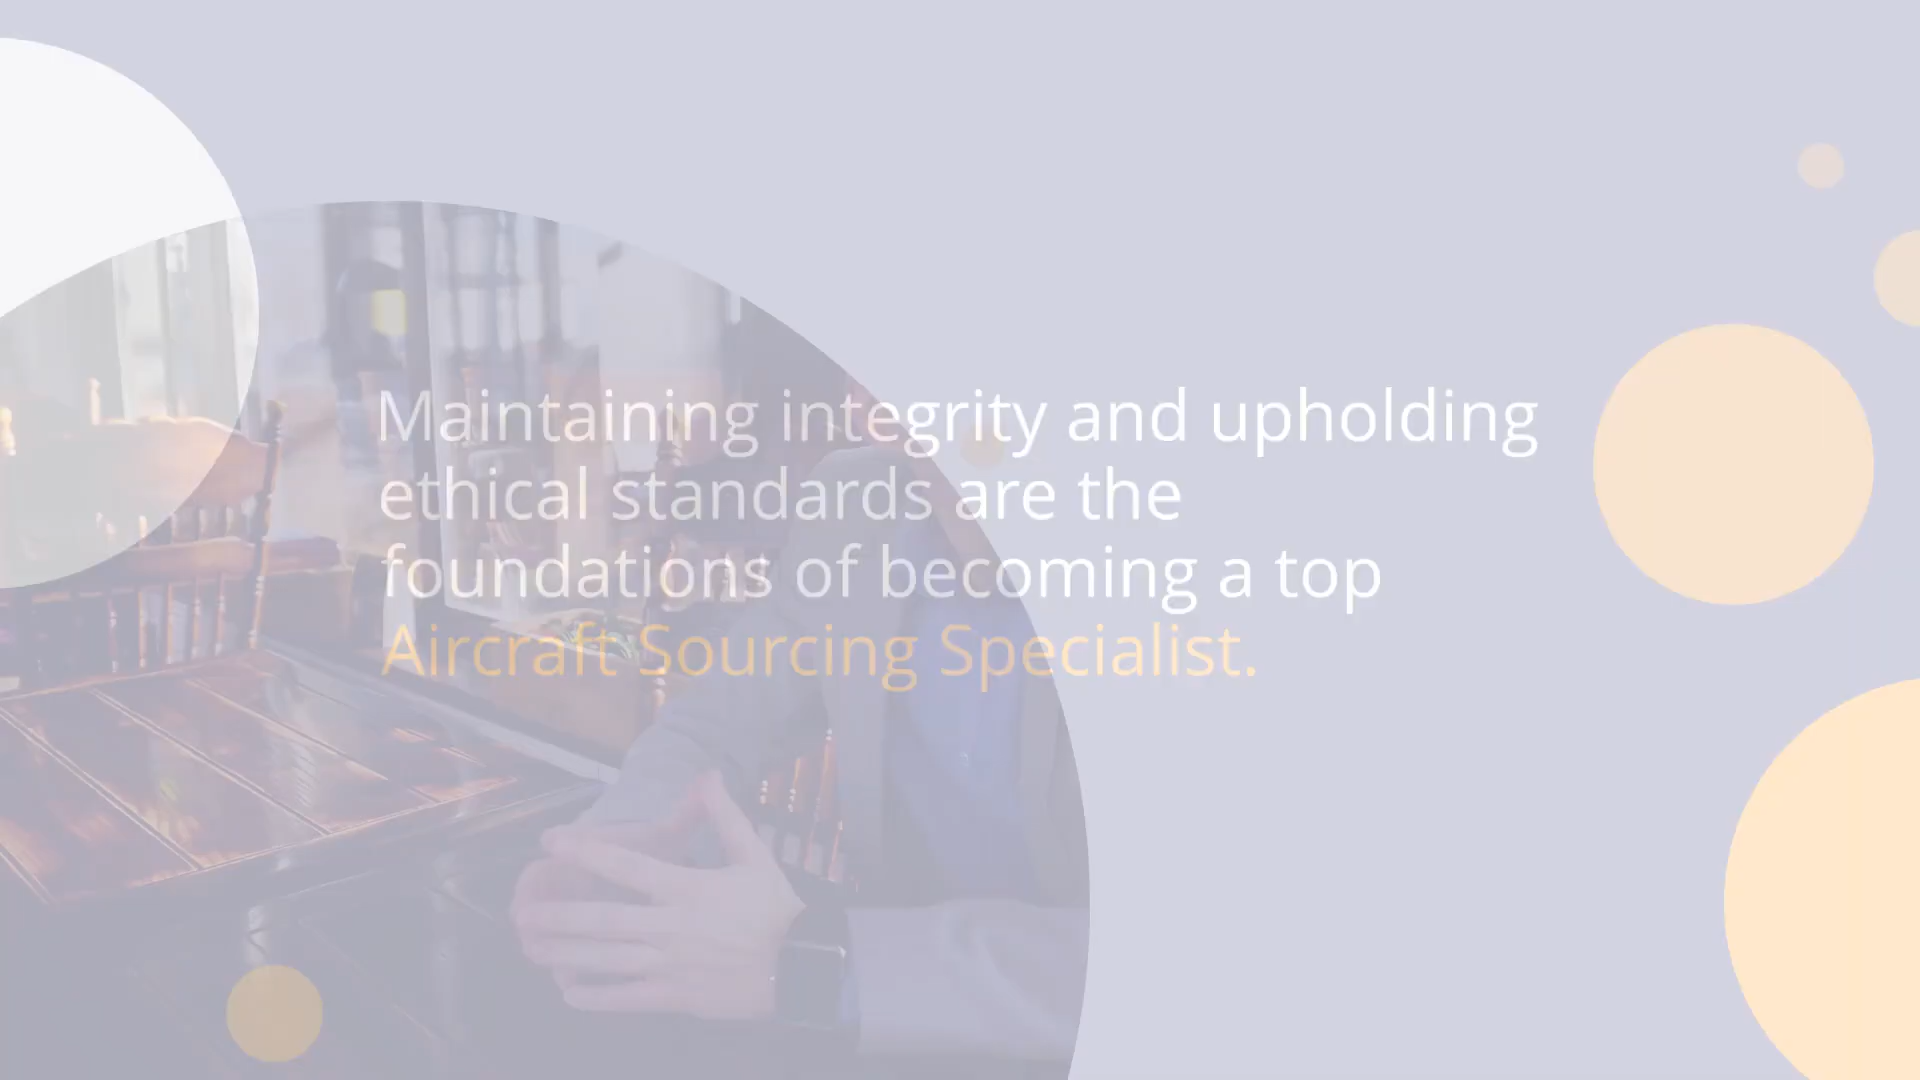 Maintaining integrity and upholding
ethical standards are the
foundations of becoming a top
Aircraft Sourcing Specialist.